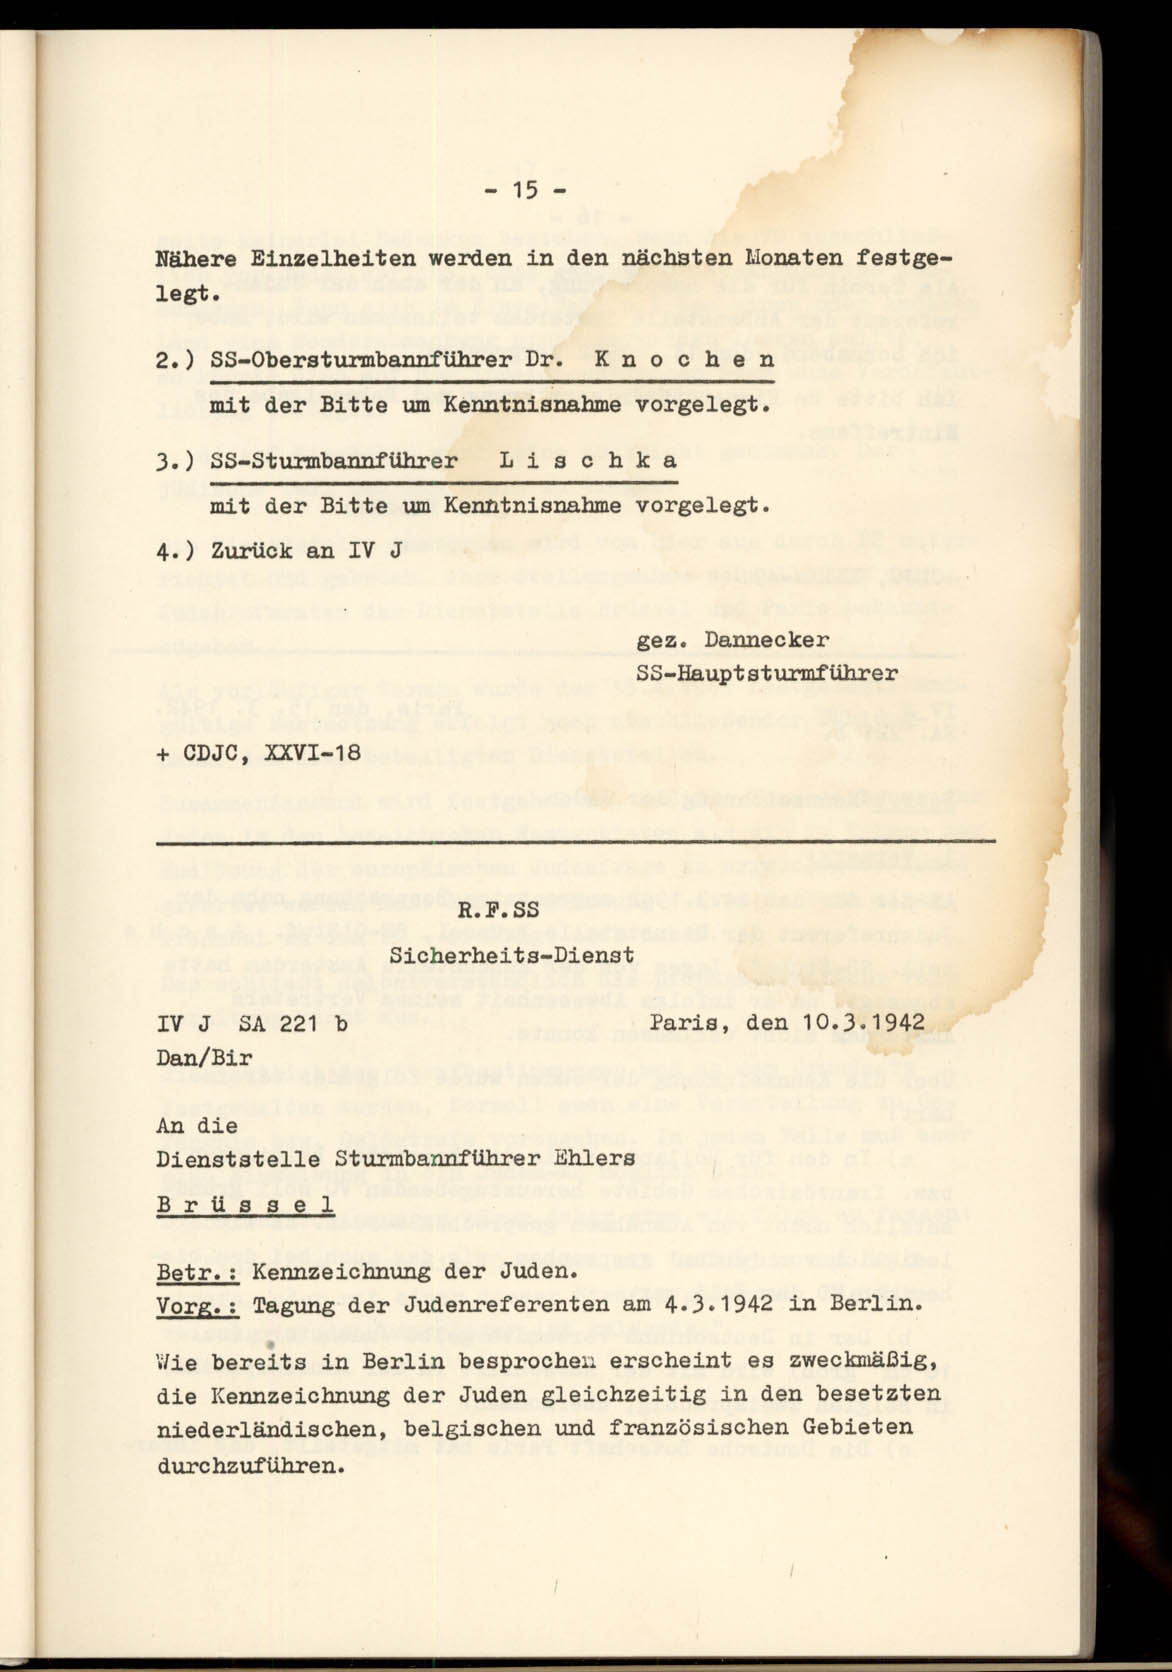 - 15 -
Nähere Einzelheiten werden in den nächsten Monaten festge-
legt.
2.) SS-Obersturmbannführer Dr. K n o c h e n
mit der Bitte um Kenntnisnahme vorgelegt.
3.) SS-Sturmbannführer L i s c h k a
mit der Bitte um Kenntnisnahme vorgelegt.
4.) Zurück an IV J
gez. Dannecker
SS-Hauptsturmführer
+ CDJC, XXVI-18
R.F.SS
Sicherheits-Dienst
IV J SA 221 b Paris, den 10.3.1942
Dan/Bir
An die
Dienststelle Sturmbannführer Ehlers
B r ü s s e l
Betr.: Kennzeichnung der Juden.
Vorg.: Tagung der Judenreferenten am 4.3.1942 in Berlin.
Wie bereits in Berlin besprochen erscheint es zweckmäßig,
die Kennzeichnung der Juden gleichzeitig in den besetzten
niederländischen, belgischen und französischen Gebieten
durchzuführen.